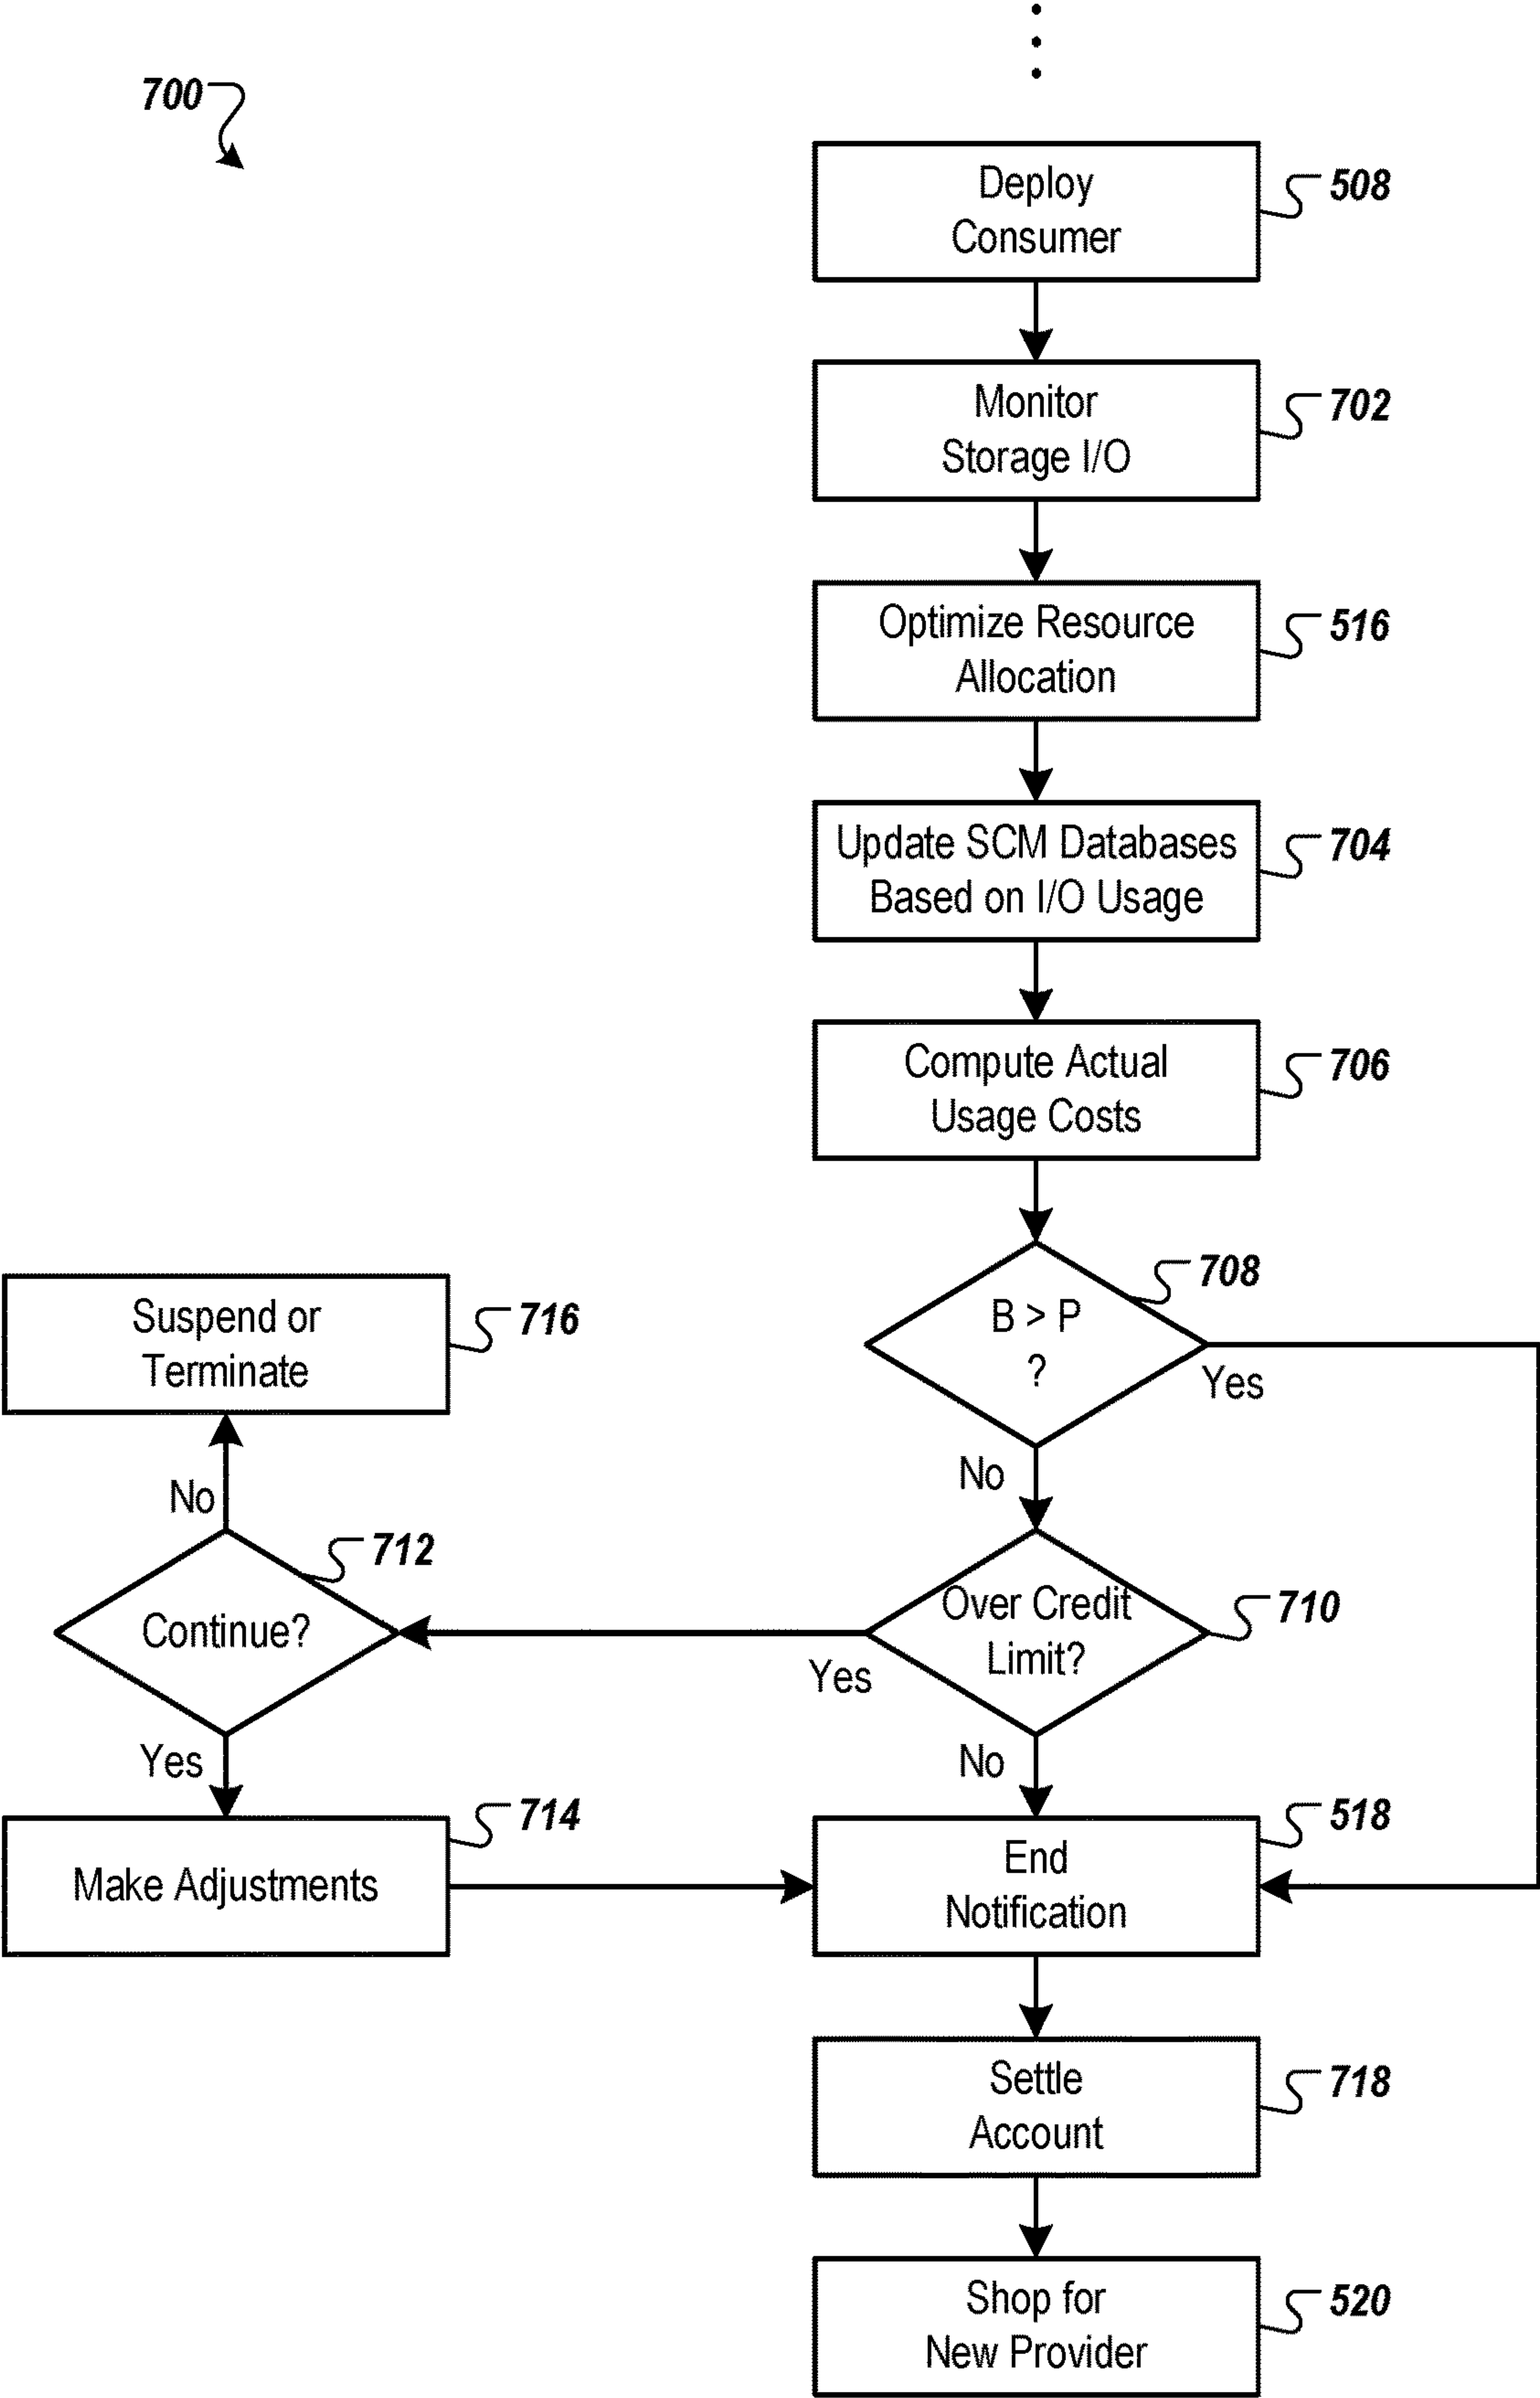 700
Deploy
Consumer
508
Monitor
Storage I/O
702
Optimize Resource
Allocation
516
Update SCM Databases
Based on I/O Usage
704
Compute Actual
Usage Costs
706
B > P
?
708
Yes
No
Suspend or
Terminate
716
No
Continue?
712
Over Credit
Limit?
710
Yes
Yes
No
Make Adjustments
714
End
Notification
518
Settle
Account
718
Shop for
New Provider
520